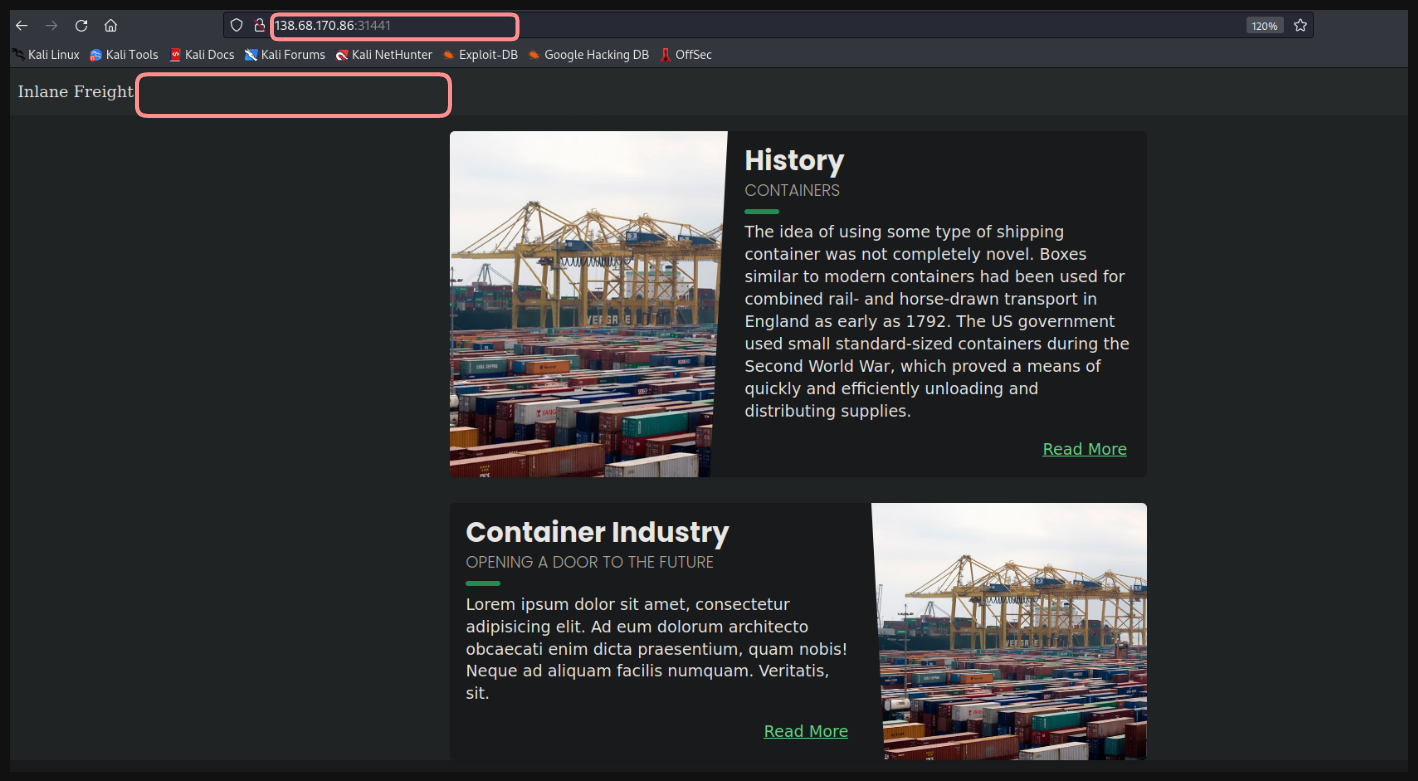 138.68.170.86:31441
120%
Kali Linux Kali Tools Kali Docs Kali Forums Kali NetHunter Exploit-DB Google Hacking DB OffSec
Inlane Freight
History
CONTAINERS
The idea of using some type of shipping
container was not completely novel. Boxes
similar to modern containers had been used for
combined rail- and horse-drawn transport in
England as early as 1792. The US government
used small standard-sized containers during the
Second World War, which proved a means of
quickly and efficiently unloading and
distributing supplies.
Read More
Container Industry
OPENING A DOOR TO THE FUTURE
Lorem ipsum dolor sit amet, consectetur
adipisicing elit. Ad eum dolorum architecto
obcaecati enim dicta praesentium, quam nobis!
Neque ad aliquam facilis numquam. Veritatis,
sit.
Read More